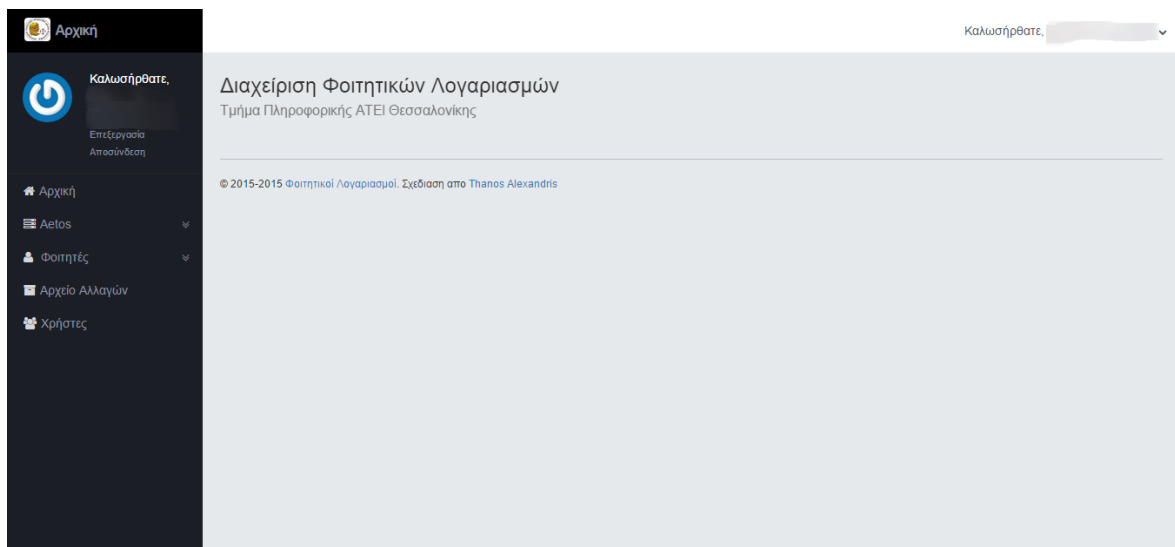 Αρχική
Καλωσήρθατε,
Καλωσήρθατε,
Επεξεργασία
Αποσύνδεση
Αρχική
Aetos
Φοιτητές
Αρχείο Αλλαγών
Χρήστες
Διαχείριση Φοιτητικών Λογαριασμών
Τμήμα Πληροφορικής ΑΤΕΙ Θεσσαλονίκης
© 2015-2015 Φοιτητικοί Λογαριασμοί. Σχεδιαση απο Thanos Alexandris